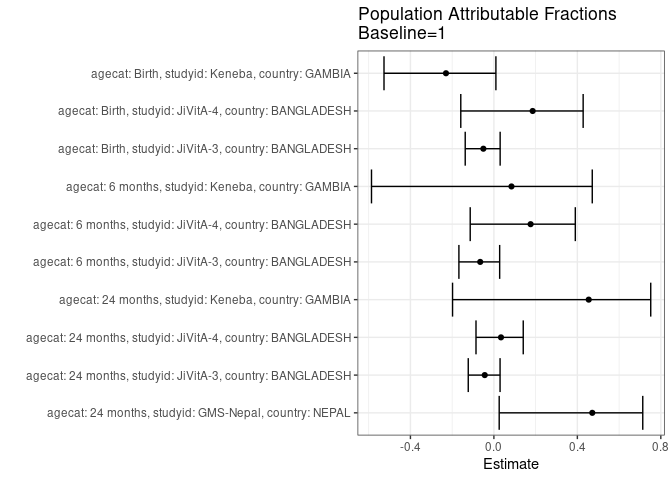 Population Attributable Fractions
Baseline=1
agecat: Birth, studyid: Keneba, country: GAMBIA
agecat: Birth, studyid: JiVitA-4, country: BANGLADESH
agecat: Birth, studyid: JiVitA-3, country: BANGLADESH
agecat: 6 months, studyid: Keneba, country: GAMBIA
agecat: 6 months, studyid: JiVitA-4, country: BANGLADESH
agecat: 6 months, studyid: JiVitA-3, country: BANGLADESH
agecat: 24 months, studyid: Keneba, country: GAMBIA
agecat: 24 months, studyid: JiVitA-4, country: BANGLADESH
agecat: 24 months, studyid: JiVitA-3, country: BANGLADESH
agecat: 24 months, studyid: GMS-Nepal, country: NEPAL
-0.4 0.0 0.4 0.8
Estimate